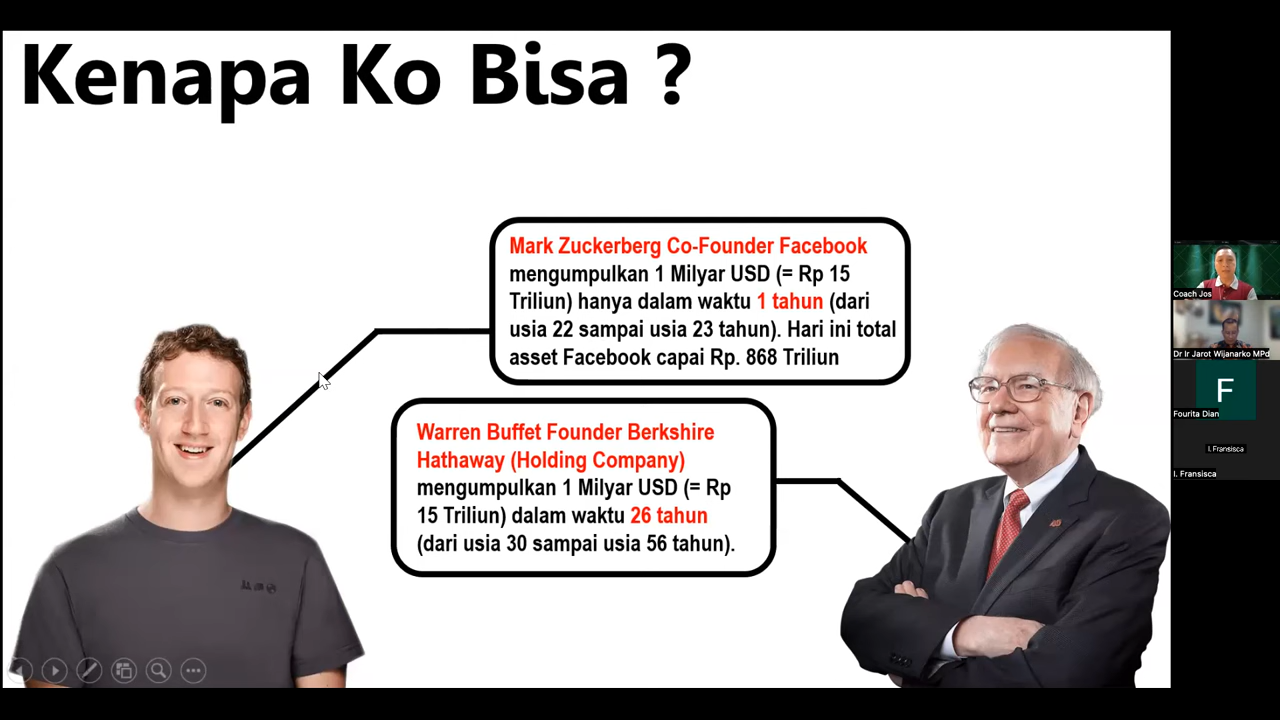 Kenapa Ko Bisa ?
Mark Zuckerberg Co-Founder Facebook
mengumpulkan 1 Milyar USD (= Rp 15
Triliun) hanya dalam waktu 1 tahun (dari
usia 22 sampai usia 23 tahun). Hari ini total
asset Facebook capai Rp. 868 Triliun
Warren Buffet Founder Berkshire
Hathaway (Holding Company)
mengumpulkan 1 Milyar USD (= Rp
15 Triliun) dalam waktu 26 tahun
(dari usia 30 sampai usia 56 tahun).
Coach Jos
Dr Ir Jarot Wijanarko MPd
F
Fourita Dian
I. Fransisca
I. Fransisca